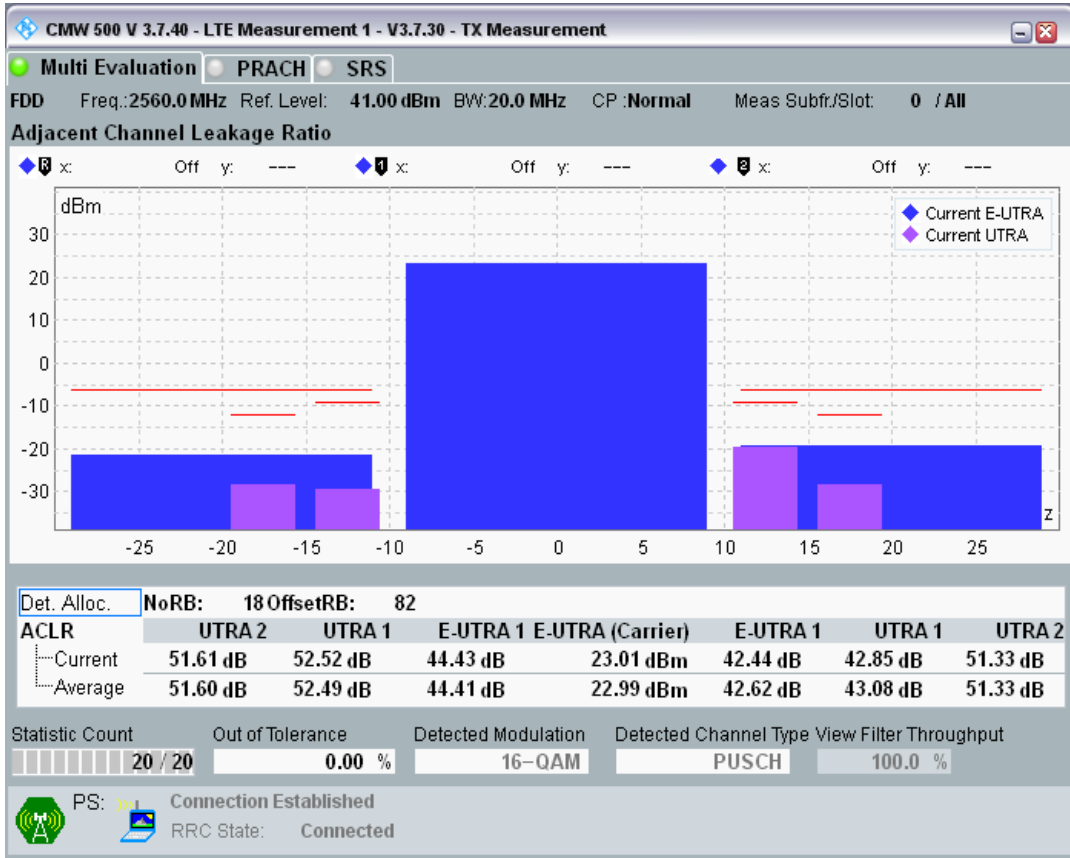 CMW 500 V 3.7.40 - LTE Measurement 1 - V3.7.30 - TX Measurement
Multi Evaluation PRACH SRS
FDD Freq.:2560.0 MHz Ref. Level: 41.00 dBm BW:20.0 MHz CP :Normal Meas Subfr./Slot: 0 / All
Adjacent Channel Leakage Ratio
R x: Off y: --- 1 x: Off y: --- 2 x: Off y: ---
dBm
Current E-UTRA
Current UTRA
30
20
10
0
-10
-20
-30
z
-25 -20 -15 -10 -5 0 5 10 15 20 25
Det. Alloc. NoRB: 18 OffsetRB: 82
ACLR UTRA 2 UTRA 1 E-UTRA 1 E-UTRA (Carrier) E-UTRA 1 UTRA 1 UTRA 2
Current 51.61 dB 52.52 dB 44.43 dB 23.01 dBm 42.44 dB 42.85 dB 51.33 dB
Average 51.60 dB 52.49 dB 44.41 dB 22.99 dBm 42.62 dB 43.08 dB 51.33 dB
Statistic Count Out of Tolerance Detected Modulation Detected Channel Type View Filter Throughput
20 / 20 0.00 % 16-QAM PUSCH 100.0 %
PS: Connection Established
RRC State: Connected